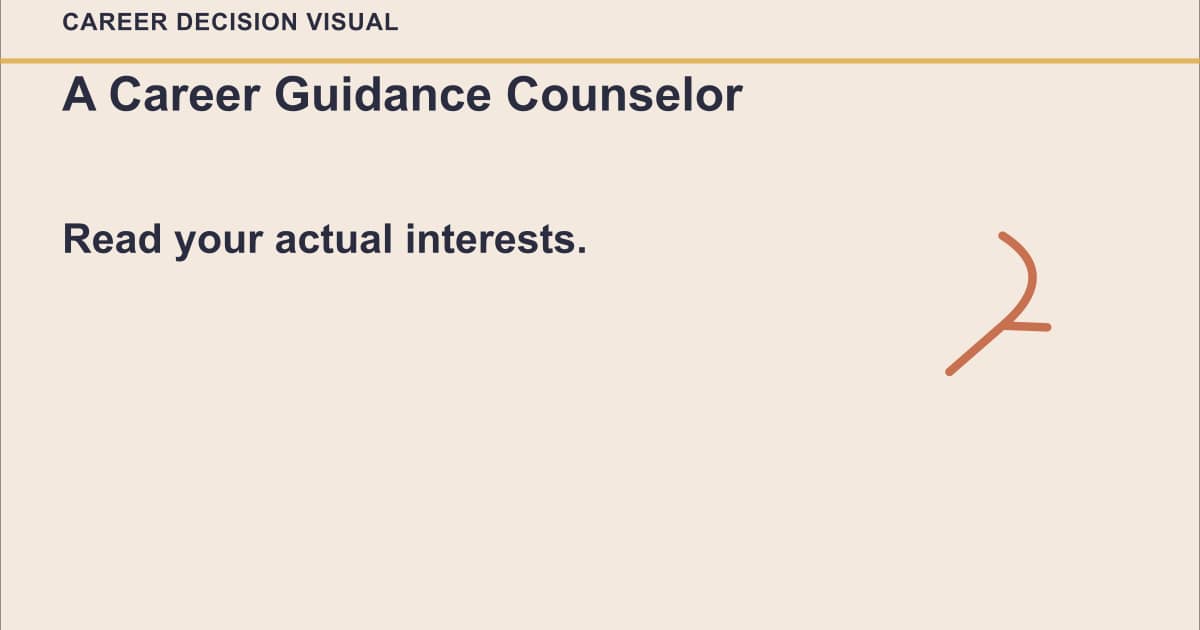 CAREER DECISION VISUAL
A Career Guidance Counselor
Read your actual interests.